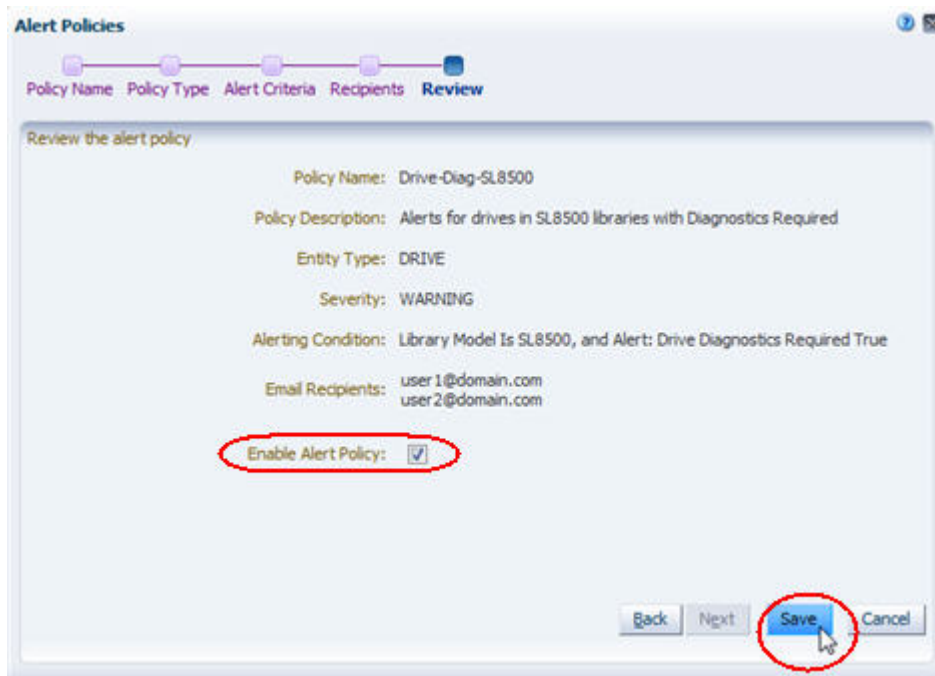 Alert Policies
Policy Name Policy Type Alert Criteria Recipients Review
Review the alert policy
Policy Name: Drive-Diag-SL8500
Policy Description: Alerts for drives in SL8500 libraries with Diagnostics Required
Entity Type: DRIVE
Severity: WARNING
Alerting Condition: Library Model Is SL8500, and Alert: Drive Diagnostics Required True
Email Recipients: user1@domain.com
user2@domain.com
Enable Alert Policy:
Back Next Save Cancel